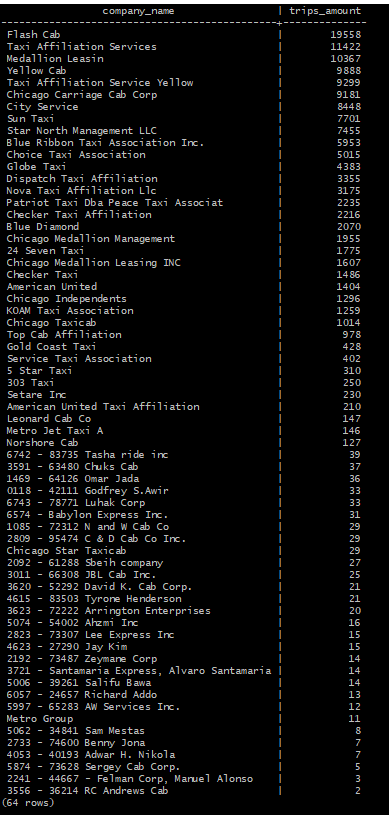 company_name | trips_amount
-----------------------------------------------+--------------
Flash Cab | 19558
Taxi Affiliation Services | 11422
Medallion Leasin | 10367
Yellow Cab | 9888
Taxi Affiliation Service Yellow | 9299
Chicago Carriage Cab Corp | 9181
City Service | 8448
Sun Taxi | 7701
Star North Management LLC | 7455
Blue Ribbon Taxi Association Inc. | 5953
Choice Taxi Association | 5015
Globe Taxi | 4383
Dispatch Taxi Affiliation | 3355
Nova Taxi Affiliation Llc | 3175
Patriot Taxi Dba Peace Taxi Associat | 2235
Checker Taxi Affiliation | 2216
Blue Diamond | 2070
Chicago Medallion Management | 1955
24 Seven Taxi | 1775
Chicago Medallion Leasing INC | 1607
Checker Taxi | 1486
American United | 1404
Chicago Independents | 1296
KOAM Taxi Association | 1259
Chicago Taxicab | 1014
Top Cab Affiliation | 978
Gold Coast Taxi | 428
Service Taxi Association | 402
5 Star Taxi | 310
303 Taxi | 250
Setare Inc | 230
American United Taxi Affiliation | 210
Leonard Cab Co | 147
Metro Jet Taxi A | 146
Norshore Cab | 127
6742 - 83735 Tasha ride inc | 39
3591 - 63480 Chuks Cab | 37
1469 - 64126 Omar Jada | 36
0118 - 42111 Godfrey S.Awir | 33
6743 - 78771 Luhak Corp | 33
6574 - Babylon Express Inc. | 31
1085 - 72312 N and W Cab Co | 29
2809 - 95474 C & D Cab Co Inc. | 29
Chicago Star Taxicab | 29
2092 - 61288 Sbeih company | 27
3011 - 66308 JBL Cab Inc. | 25
3620 - 52292 David K. Cab Corp. | 21
4615 - 83503 Tyrone Henderson | 21
3623 - 72222 Arrington Enterprises | 20
5074 - 54002 Ahzmi Inc | 16
2823 - 73307 Lee Express Inc | 15
4623 - 27290 Jay Kim | 15
2192 - 73487 Zeymane Corp | 14
3721 - Santamaria Express, Alvaro Santamaria | 14
5006 - 39261 Salifu Bawa | 14
6057 - 24657 Richard Addo | 13
5997 - 65283 AW Services Inc. | 12
Metro Group | 11
5062 - 34841 Sam Mestas | 8
2733 - 74600 Benny Jona | 7
4053 - 40193 Adwar H. Nikola | 7
5874 - 73628 Sergey Cab Corp. | 5
2241 - 44667 - Felman Corp, Manuel Alonso | 3
3556 - 36214 RC Andrews Cab | 2
(64 rows)